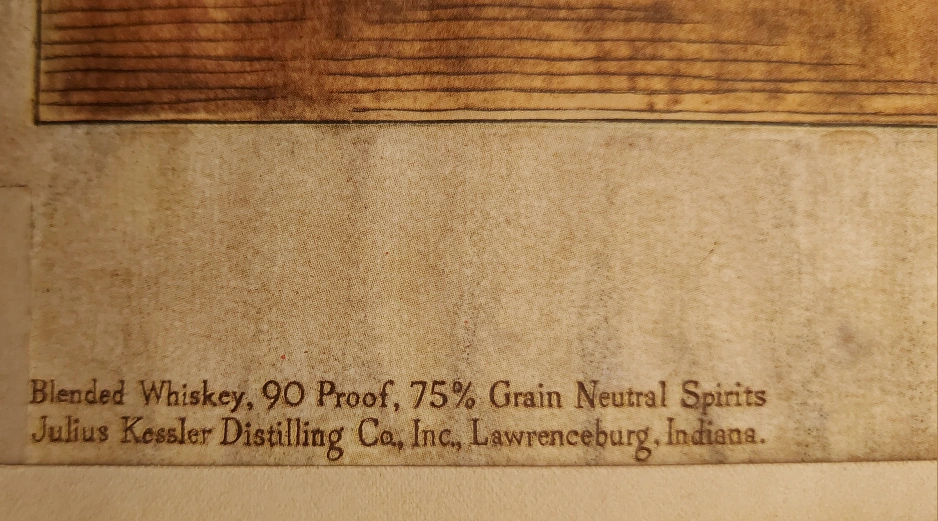 Blended Whiskey, 90 Proof, 75% Grain Neutral Spirits
Julius Kessler Distilling Co., Inc., Lawrenceburg, Indiana.